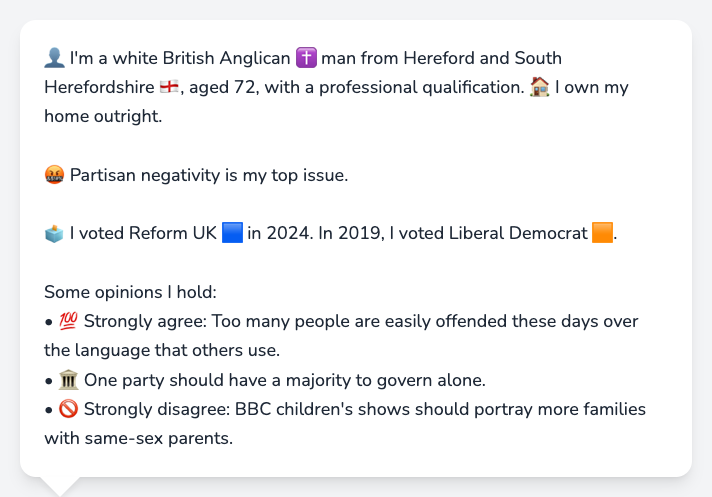 👤 I'm a white British Anglican ✝️ man from Hereford and South
Herefordshire 🏴󠁧󠁢󠁥󠁮󠁧󠁿, aged 72, with a professional qualification. 🏠 I own my
home outright.
🤬 Partisan negativity is my top issue.
🗳️ I voted Reform UK 🟦 in 2024. In 2019, I voted Liberal Democrat 🟧.
Some opinions I hold:
• 💯 Strongly agree: Too many people are easily offended these days over
the language that others use.
• 🏛️ One party should have a majority to govern alone.
• 🚫 Strongly disagree: BBC children's shows should portray more families
with same-sex parents.